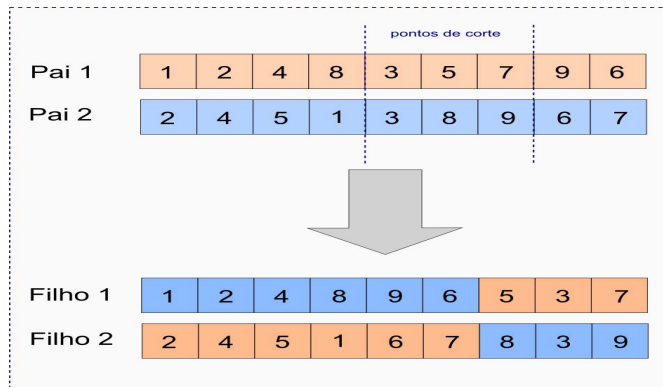 pontos de corte
Pai 1 1 2 4 8 3 5 7 9 6
Pai 2 2 4 5 1 3 8 9 6 7
Filho 1 1 2 4 8 9 6 5 3 7
Filho 2 2 4 5 1 6 7 8 3 9